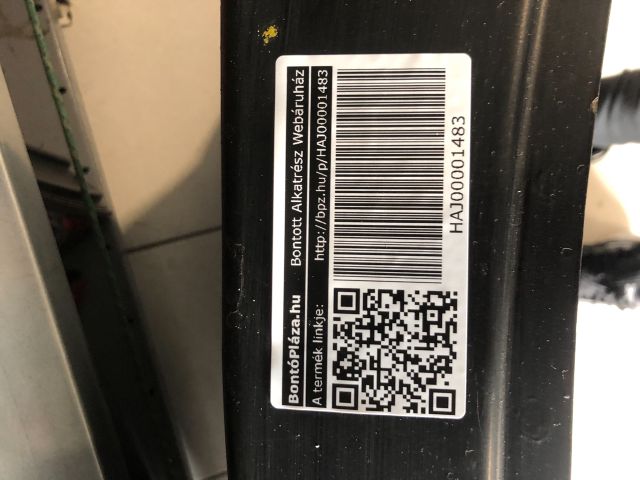 BontóPláza.hu Bontott Alkatrész Webáruház
A termék linkje: http://bpz.hu/p/HAJ00001483
HAJ00001483